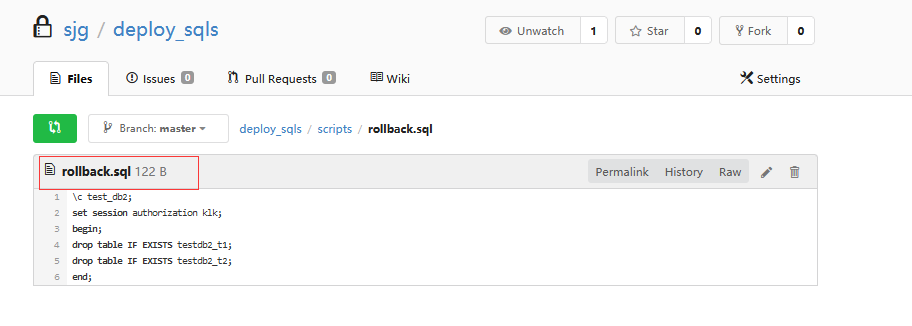 sjg / deploy_sqls Unwatch 1 Star 0 Fork 0
Files Issues 0 Pull Requests 0 Wiki Settings
Branch: master deploy_sqls / scripts / rollback.sql
rollback.sql 122 B Permalink History Raw
1 \c test_db2;
2 set session authorization klk;
3 begin;
4 drop table IF EXISTS testdb2_t1;
5 drop table IF EXISTS testdb2_t2;
6 end;